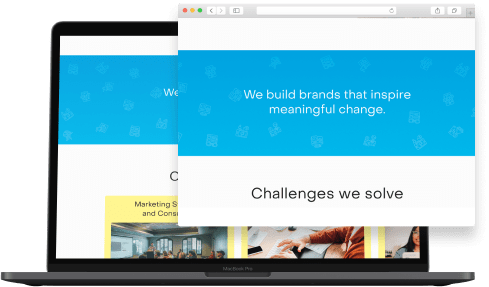 We build brands that inspire
meaningful change.
Challenges we solve
We
C
Marketing S
and Consu
MacBook Pro